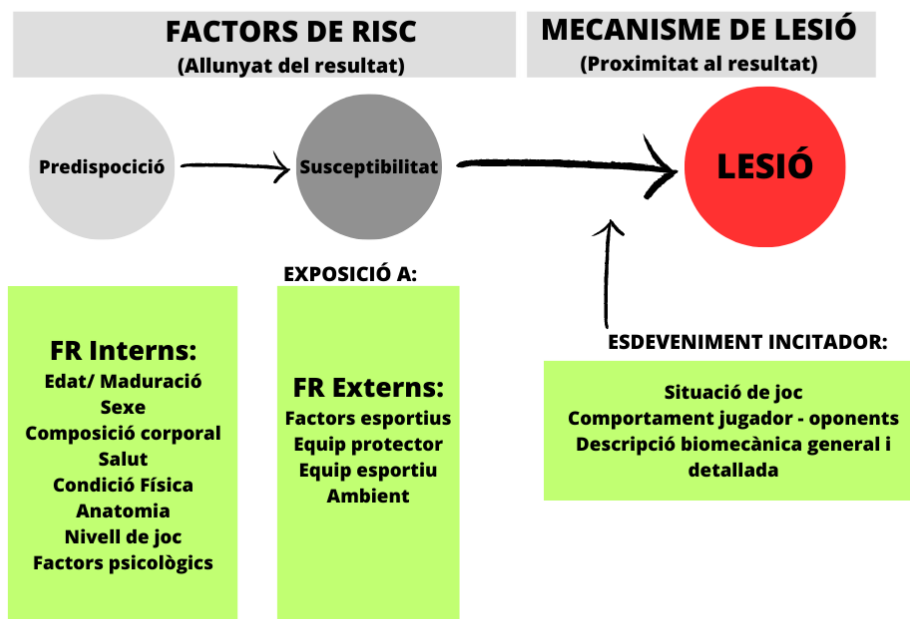 FACTORS DE RISC
(Allunyat del resultat)
MECANISME DE LESIÓ
(Proximitat al resultat)
Predispocició
Susceptibilitat
LESIÓ
EXPOSICIÓ A:
FR Interns:
Edat/ Maduració
Sexe
Composició corporal
Salut
Condició Física
Anatomia
Nivell de joc
Factors psicològics
FR Externs:
Factors esportius
Equip protector
Equip esportiu
Ambient
ESDEVENIMENT INCITADOR:
Situació de joc
Comportament jugador - oponents
Descripció biomecànica general i
detallada